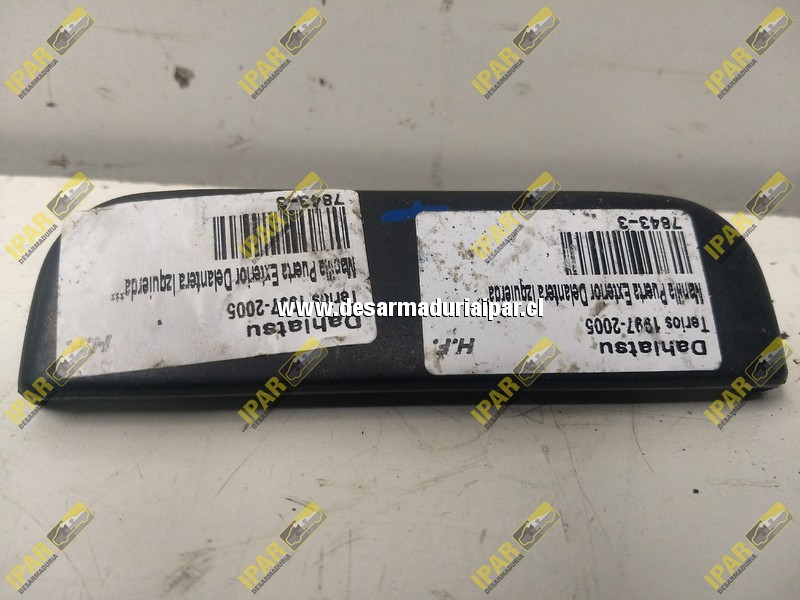 Dahiatsu
Terios 1997-2005
Manilla Puerta Exterior Delantera Izquierda**
7843-3
H.F.
Dahiatsu
Terios 1997-2005
Manilla Puerta Exterior Delantera Izquierda
7843-3
H.F.
www.desarmaduriaipar.cl
IPAR
DESARMADURIA